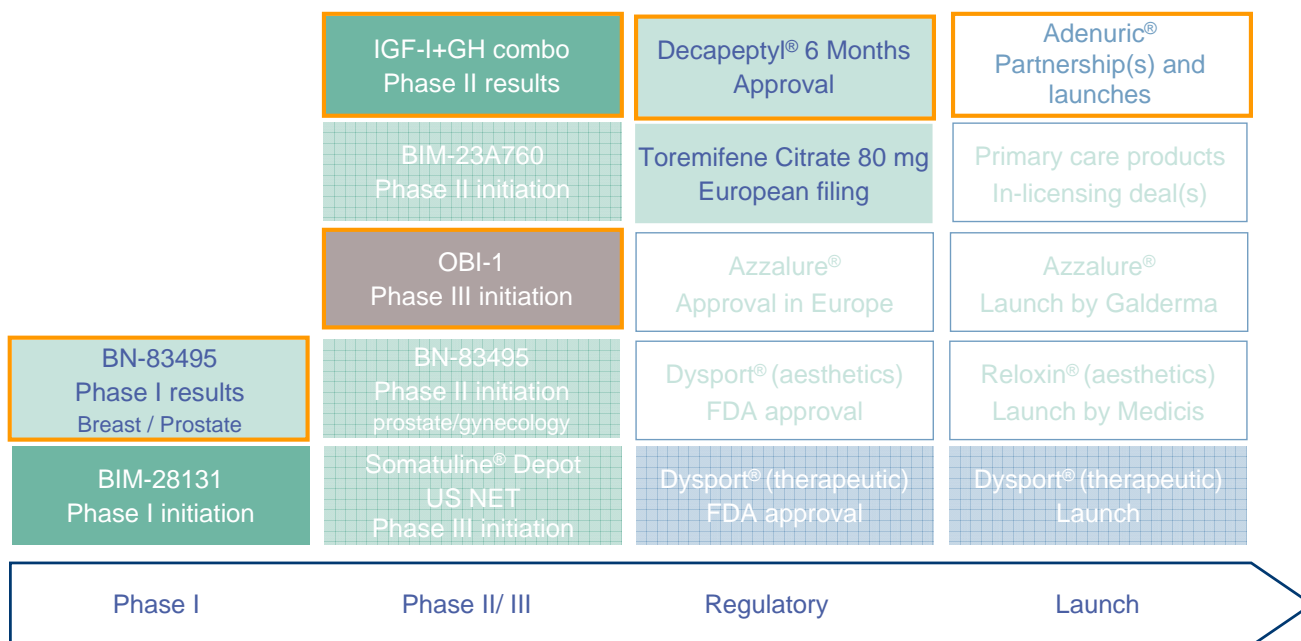 IGF-I+GH combo
Phase II results
Decapeptyl® 6 Months
Approval
Adenuric®
Partnership(s) and
launches
BIM-23A760
Phase II initiation
Toremifene Citrate 80 mg
European filing
Primary care products
In-licensing deal(s)
OBI-1
Phase III initiation
Azzalure®
Approval in Europe
Azzalure®
Launch by Galderma
BN-83495
Phase I results
Breast / Prostate
BN-83495
Phase II initiation
prostate/gynecology
Dysport® (aesthetics)
FDA approval
Reloxin® (aesthetics)
Launch by Medicis
BIM-28131
Phase I initiation
Somatuline® Depot
US NET
Phase III initiation
Dysport® (therapeutic)
FDA approval
Dysport® (therapeutic)
Launch
Phase I
Phase II/ III
Regulatory
Launch